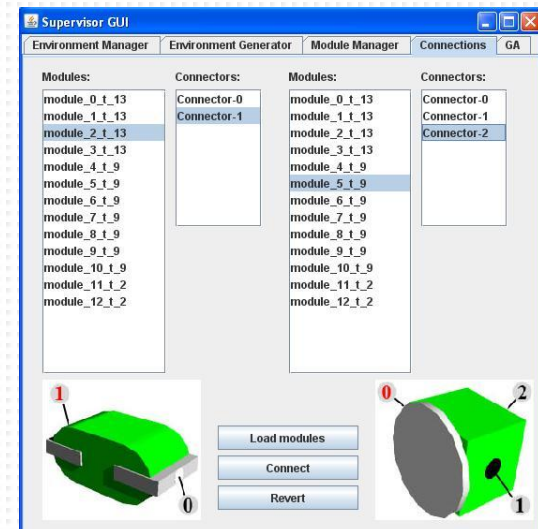 Supervisor GUI
Environment Manager Environment Generator Module Manager Connections GA
Modules: Connectors: Modules: Connectors:
module_0_t_13 Connector-0 module_0_t_13 Connector-0
module_1_t_13 Connector-1 module_1_t_13 Connector-1
module_2_t_13 module_2_t_13 Connector-2
module_3_t_13 module_3_t_13
module_4_t_9 module_4_t_9
module_5_t_9 module_5_t_9
module_6_t_9 module_6_t_9
module_7_t_9 module_7_t_9
module_8_t_9 module_8_t_9
module_9_t_9 module_9_t_9
module_10_t_9 module_10_t_9
module_11_t_2 module_11_t_2
module_12_t_2 module_12_t_2
1 0 2
Load modules
Connect
0 1
Revert